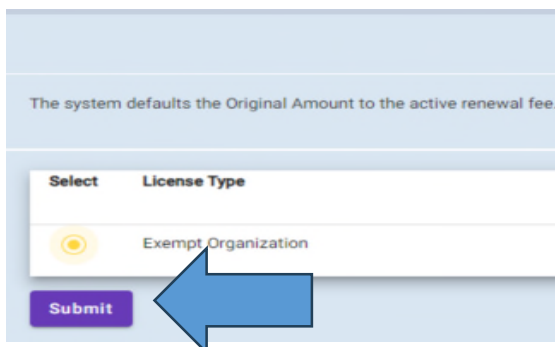 The system defaults the Original Amount to the active renewal fee
Select License Type
Exempt Organization
Submit